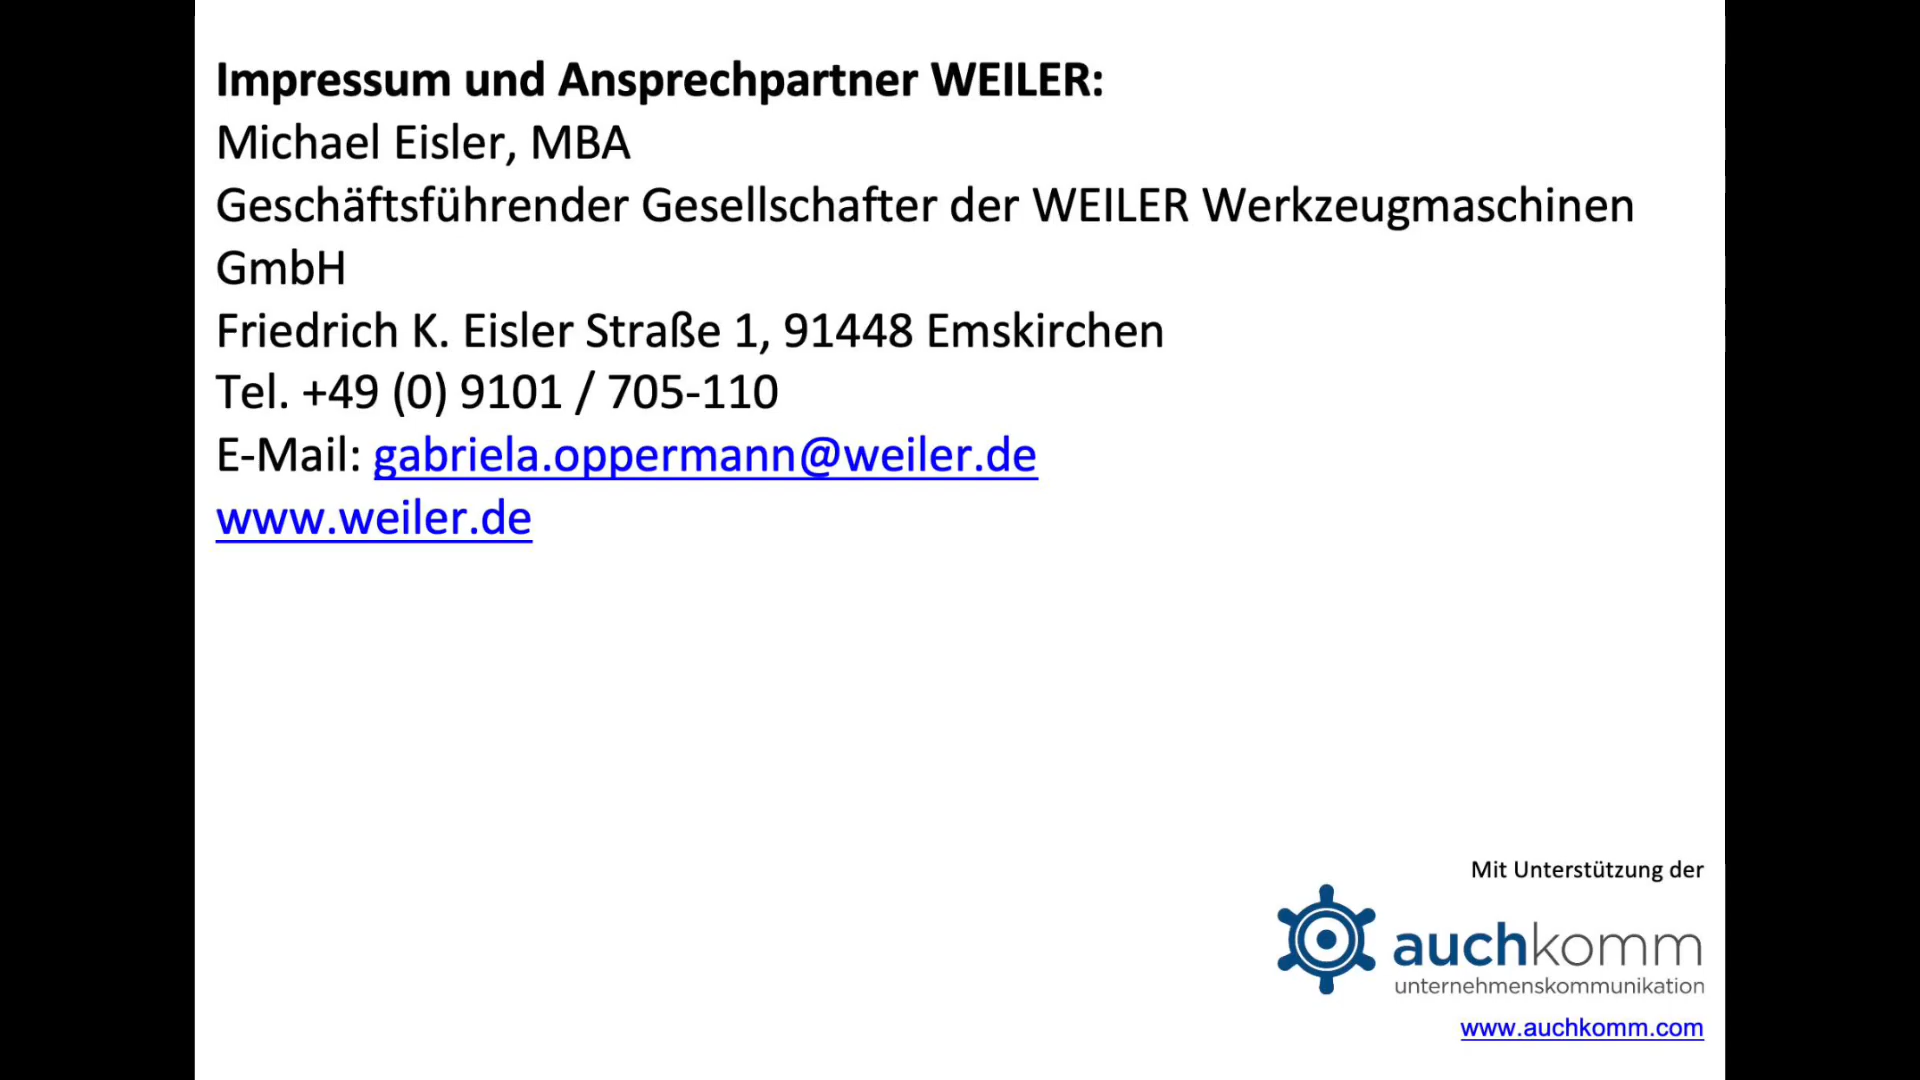 Impressum und Ansprechpartner WEILER:
Michael Eisler, MBA
Geschäftsführender Gesellschafter der WEILER Werkzeugmaschinen
GmbH
Friedrich K. Eisler Straße 1, 91448 Emskirchen
Tel. +49 (0) 9101 / 705-110
E-Mail: gabriela.oppermann@weiler.de
www.weiler.de
Mit Unterstützung der
auchkomm
unternehmenskommunikation
www.auchkomm.com